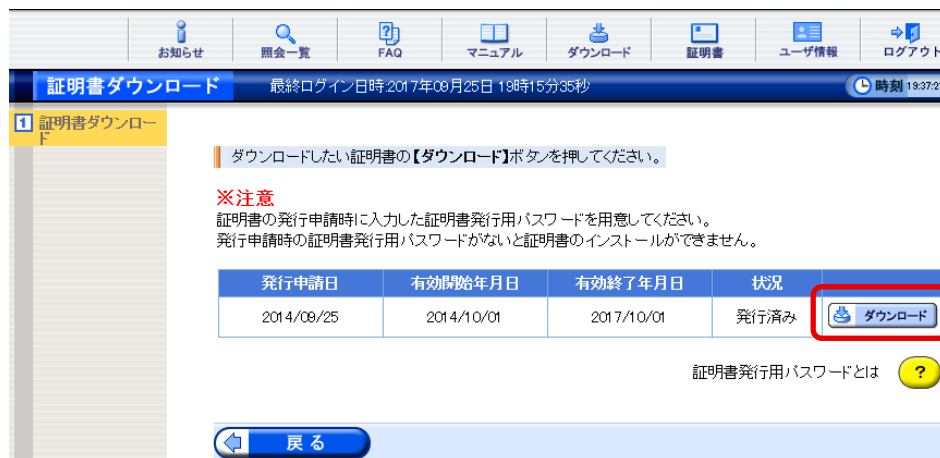 お知らせ 照会一覧 FAQ マニュアル ダウンロード 証明書 ユーザ情報 ログアウト
証明書ダウンロード 最終ログイン日時:2017年09月25日 19時15分35秒 時刻 19:37:2
1 証明書ダウンロー
ド
ダウンロードしたい証明書の【ダウンロード】ボタンを押してください。
※注意
証明書の発行申請時に入力した証明書発行用パスワードを用意してください。
発行申請時の証明書発行用パスワードがないと証明書のインストールができません。
発行申請日 有効開始年月日 有効終了年月日 状況
2014/09/25 2014/10/01 2017/10/01 発行済み ダウンロード
証明書発行用パスワードとは ?
戻る